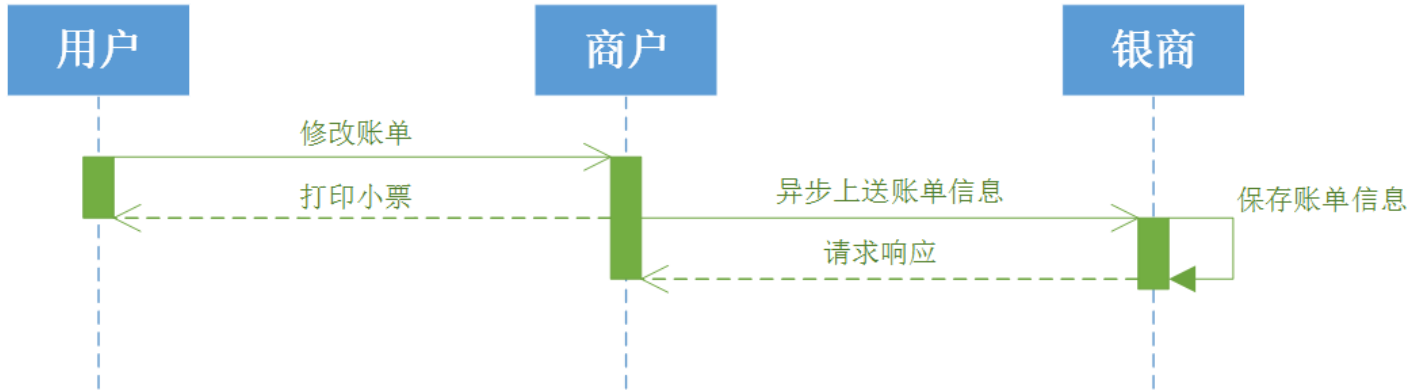 用户
商户
银商
修改账单
打印小票
异步上送账单信息
保存账单信息
请求响应